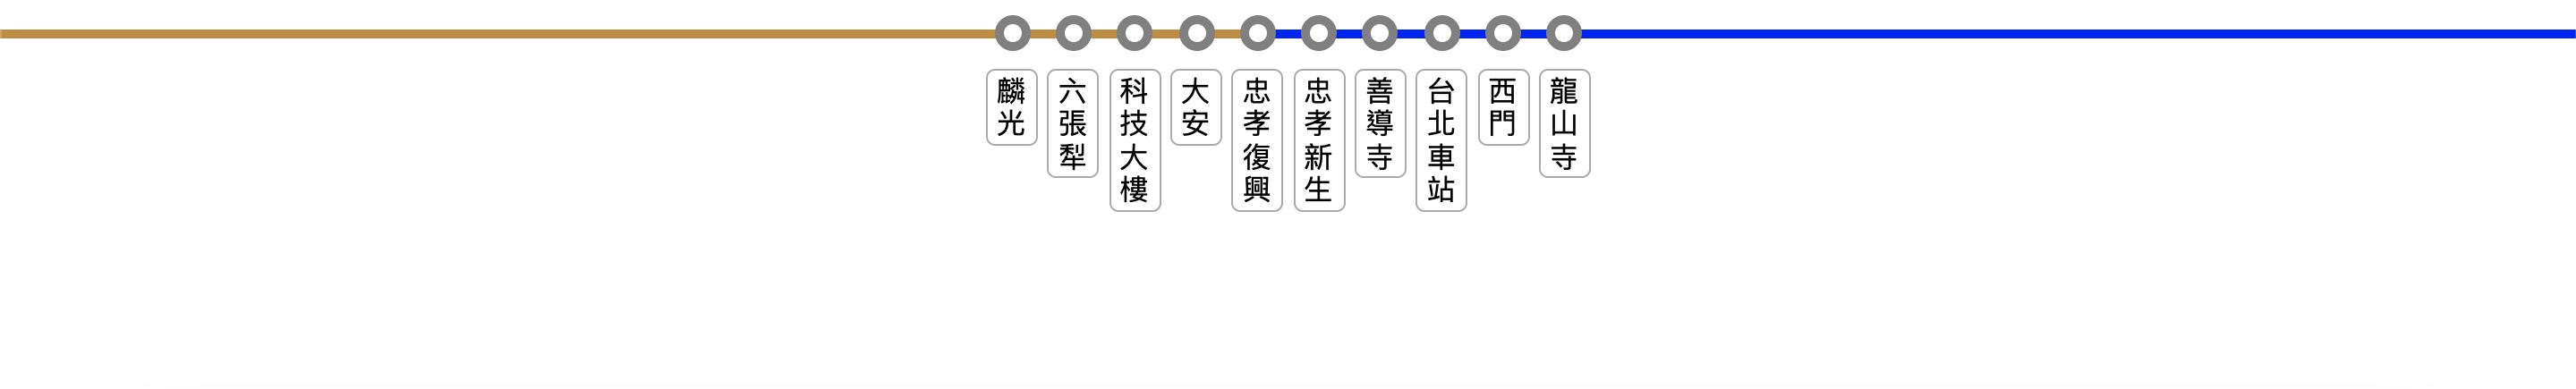 麟光
六張犁
科技大樓
大安
忠孝復興
忠孝新生
善導寺
台北車站
西門
龍山寺